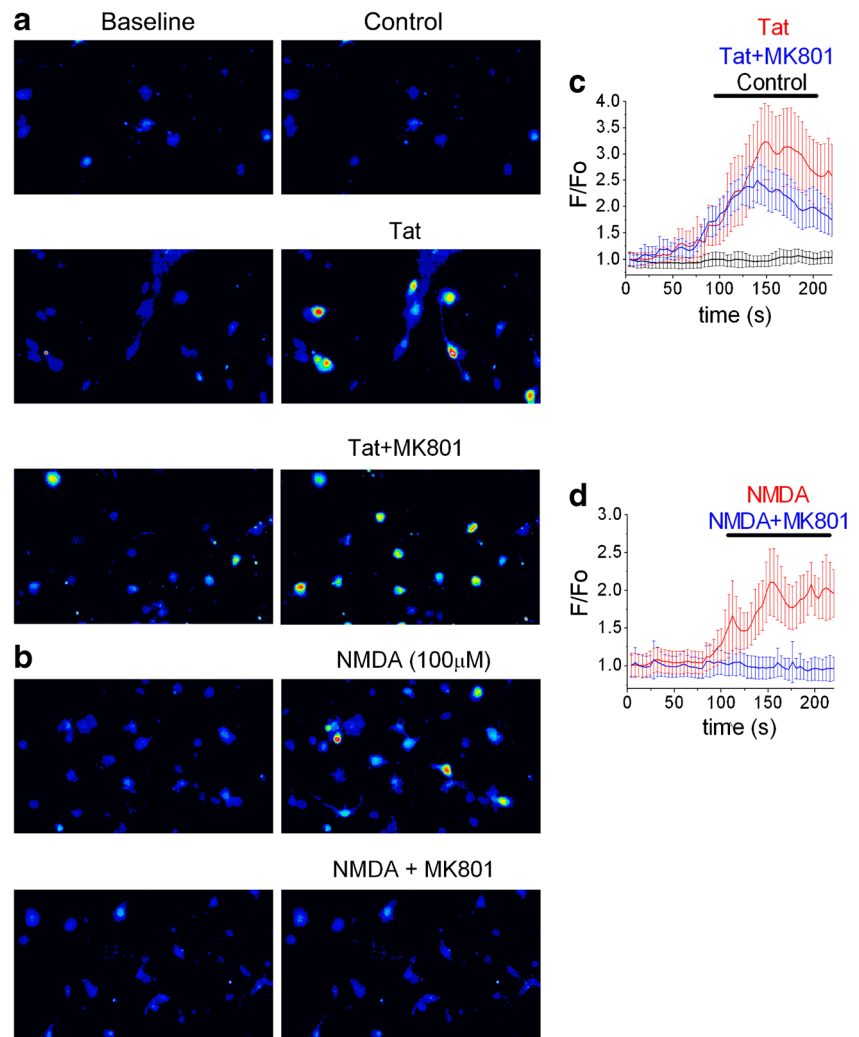 a
Baseline
Control
Tat
Tat+MK801
b
NMDA (100μM)
NMDA + MK801
c
Tat
Tat+MK801
Control
4.0
3.5
3.0
2.5
2.0
1.5
1.0
F/Fo
0 50 100 150 200
time (s)
d
NMDA
NMDA+MK801
3.0
2.5
2.0
1.5
1.0
F/Fo
0 50 100 150 200
time (s)